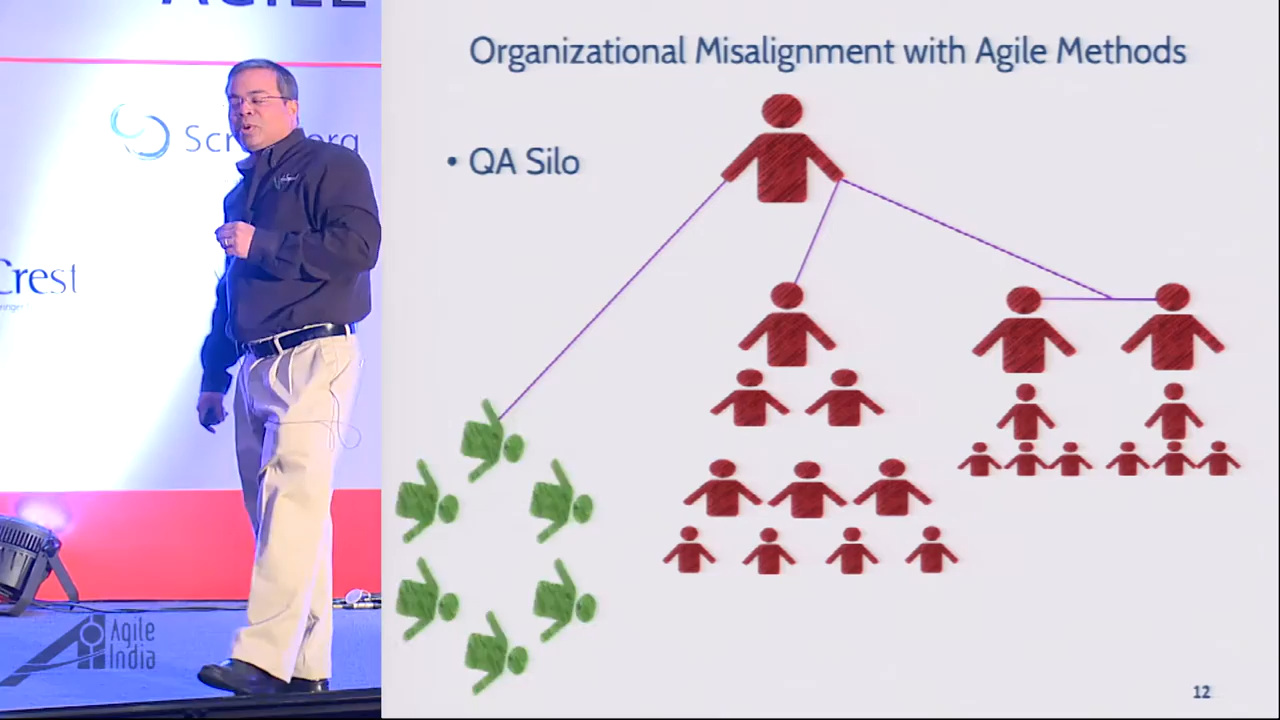 Organizational Misalignment with Agile Methods
• QA Silo
Crest
Agile
India
12